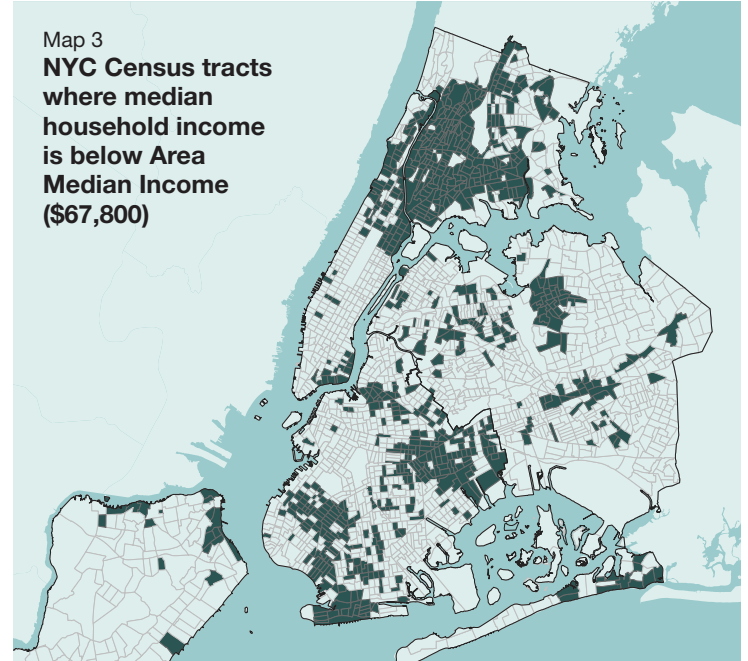 Map 3
NYC Census tracts
where median
household income
is below Area
Median Income
($67,800)